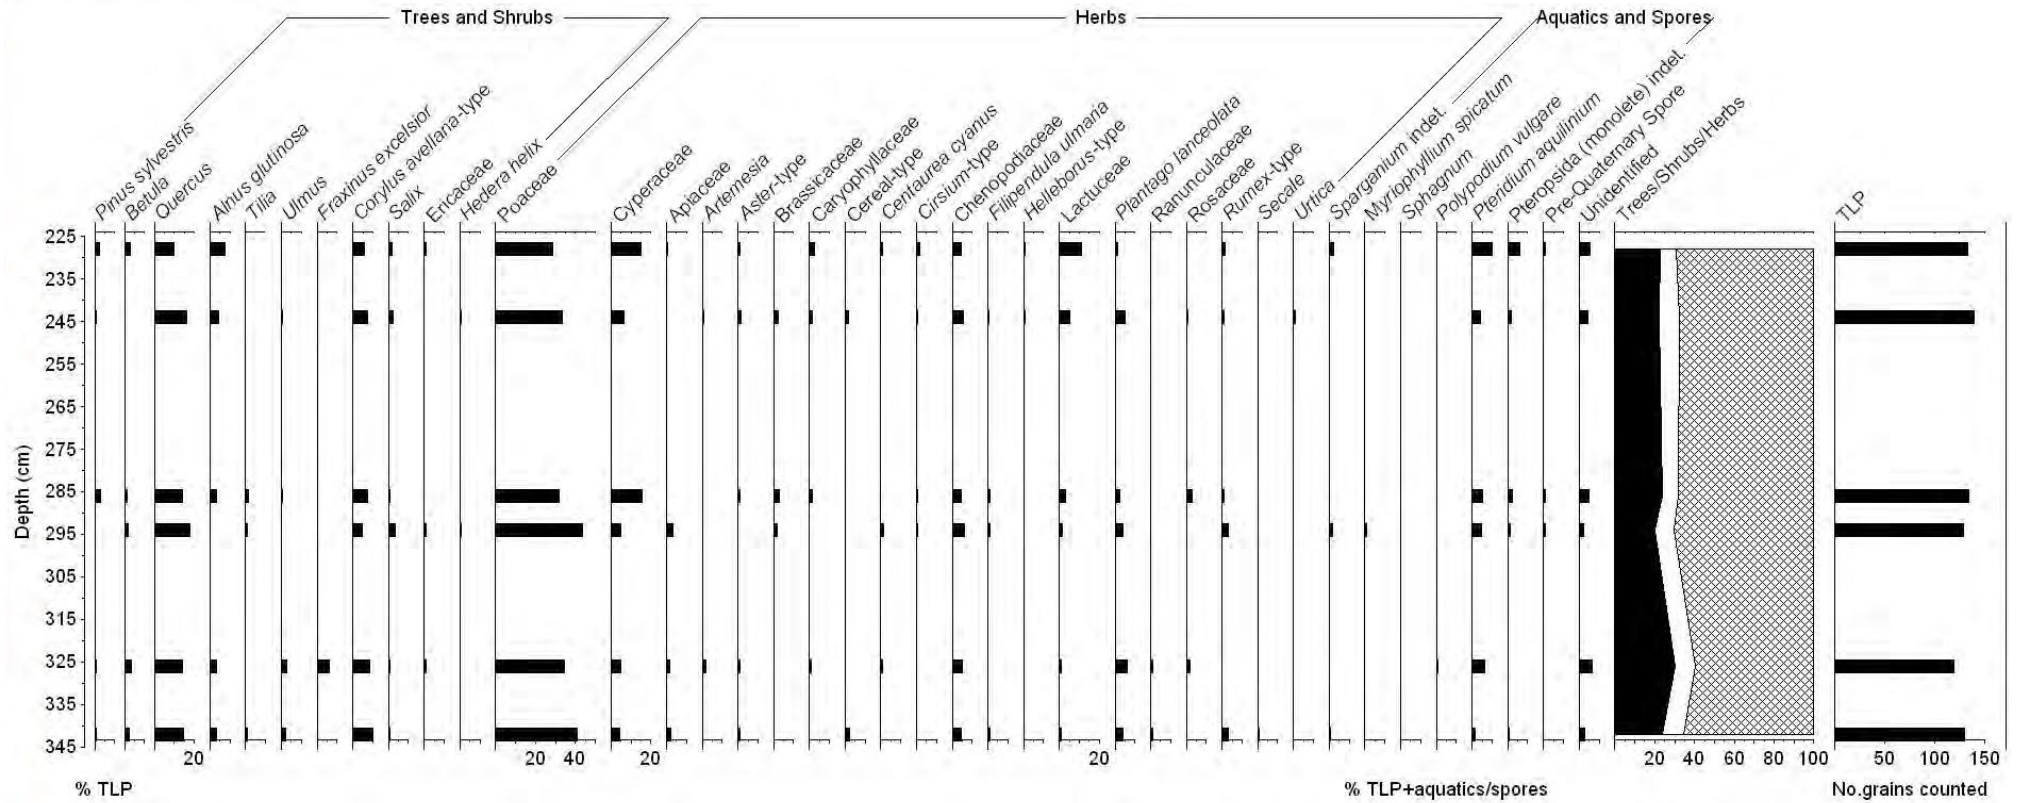 Trees and Shrubs Herbs Aquatics and Spores
Pinus sylvestris
Betula
Quercus
Alnus glutinosa
Tilia
Ulmus
Fraxinus excelsior
Corylus avellana-type
Salix
Ericaceae
Hedera helix
Poaceae
Cyperaceae
Apiaceae
Artemesia
Aster-type
Brassicaceae
Caryophyllaceae
Cereal-type
Centaurea cyanus
Cirsium-type
Chenopodiaceae
Filipendula ulmaria
Helleborus-type
Lactuceae
Plantago lanceolata
Ranunculaceae
Rosaceae
Rumex-type
Secale
Urtica
Sparganium indet.
Myriophyllum spicatum
Sphagnum
Polypodium vulgare
Pteridium aquilinium
Pteropsida (monolete) indet.
Pre-Quaternary Spore
Unidentified
Trees/Shrubs/Herbs
TLP
Depth (cm)
225
235
245
255
265
275
285
295
305
315
325
335
345
20 20 40 20 20 20 40 60 80 100 50 100 150
% TLP % TLP+aquatics/spores No.grains counted